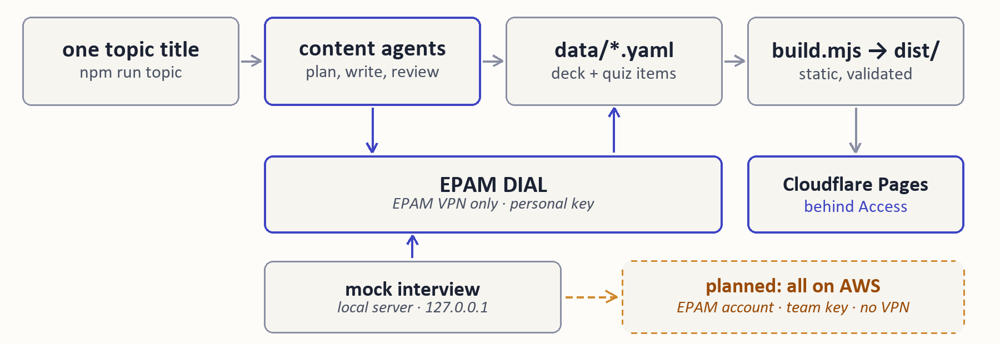 one topic title
npm run topic
content agents
plan, write, review
data/*.yaml
deck + quiz items
build.mjs → dist/
static, validated
EPAM DIAL
EPAM VPN only · personal key
Cloudflare Pages
behind Access
mock interview
local server · 127.0.0.1
planned: all on AWS
EPAM account · team key · no VPN